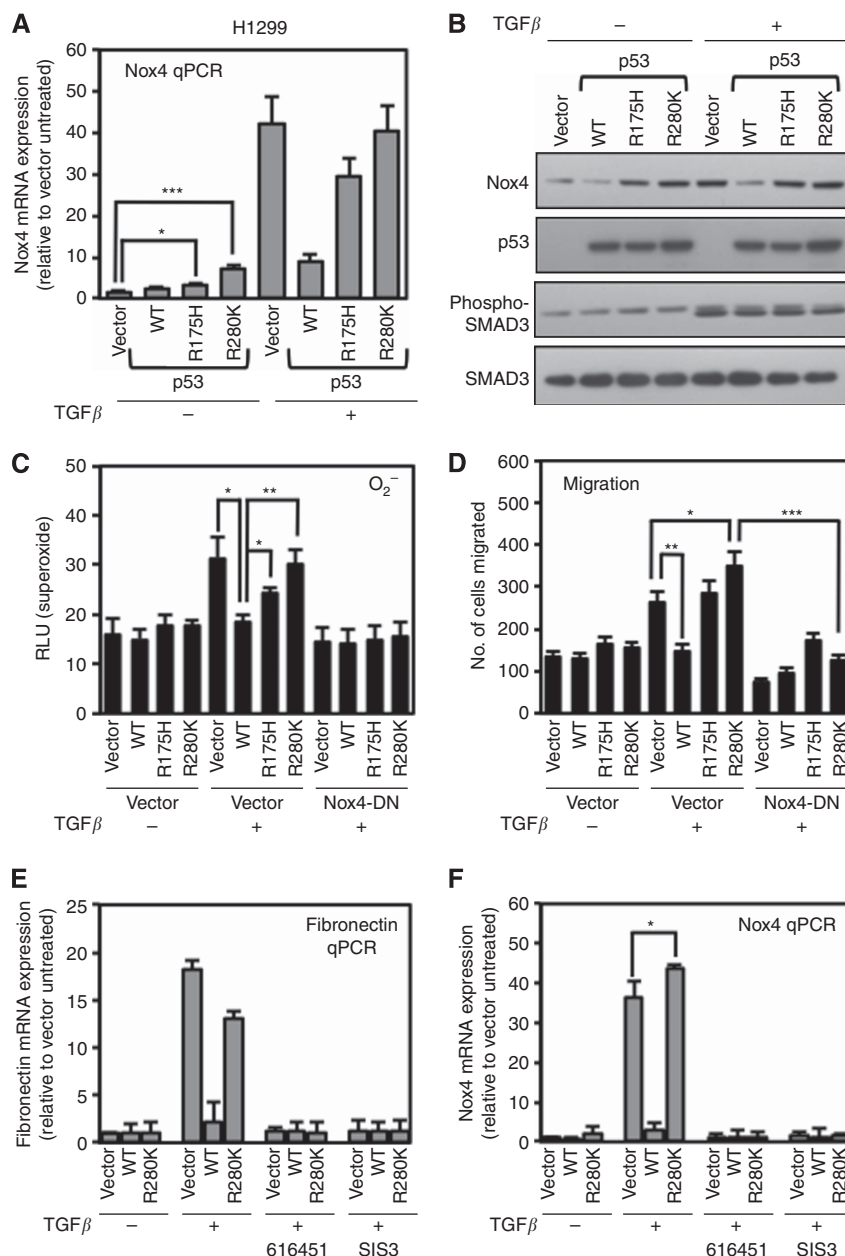 A
H1299
Nox4 qPCR
Nox4 mRNA expression
(relative to vector untreated)
60
50
40
30
20
10
0
***
*
Vector
WT
R175H
R280K
Vector
WT
R175H
R280K
p53
p53
TGFβ
–
+
B
TGFβ
–
+
p53
p53
Vector
WT
R175H
R280K
Vector
WT
R175H
R280K
Nox4
p53
Phospho-
SMAD3
SMAD3
C
O2–
RLU (superoxide)
50
40
30
20
10
0
*
**
*
Vector
WT
R175H
R280K
Vector
WT
R175H
R280K
Vector
WT
R175H
R280K
Vector
Vector
Nox4-DN
TGFβ
–
+
+
D
Migration
No. of cells migrated
600
500
400
300
200
100
0
*
***
**
Vector
WT
R175H
R280K
Vector
WT
R175H
R280K
Vector
WT
R175H
R280K
Vector
Vector
Nox4-DN
TGFβ
–
+
+
E
Fibronectin
qPCR
Fibronectin mRNA expression
(relative to vector untreated)
25
20
15
10
5
0
Vector
WT
R280K
Vector
WT
R280K
Vector
WT
R280K
Vector
WT
R280K
TGFβ
–
+
+
+
616451
SIS3
F
Nox4 qPCR
Nox4 mRNA expression
(relative to vector untreated)
60
50
40
30
20
10
0
*
Vector
WT
R280K
Vector
WT
R280K
Vector
WT
R280K
Vector
WT
R280K
TGFβ
–
+
+
+
616451
SIS3